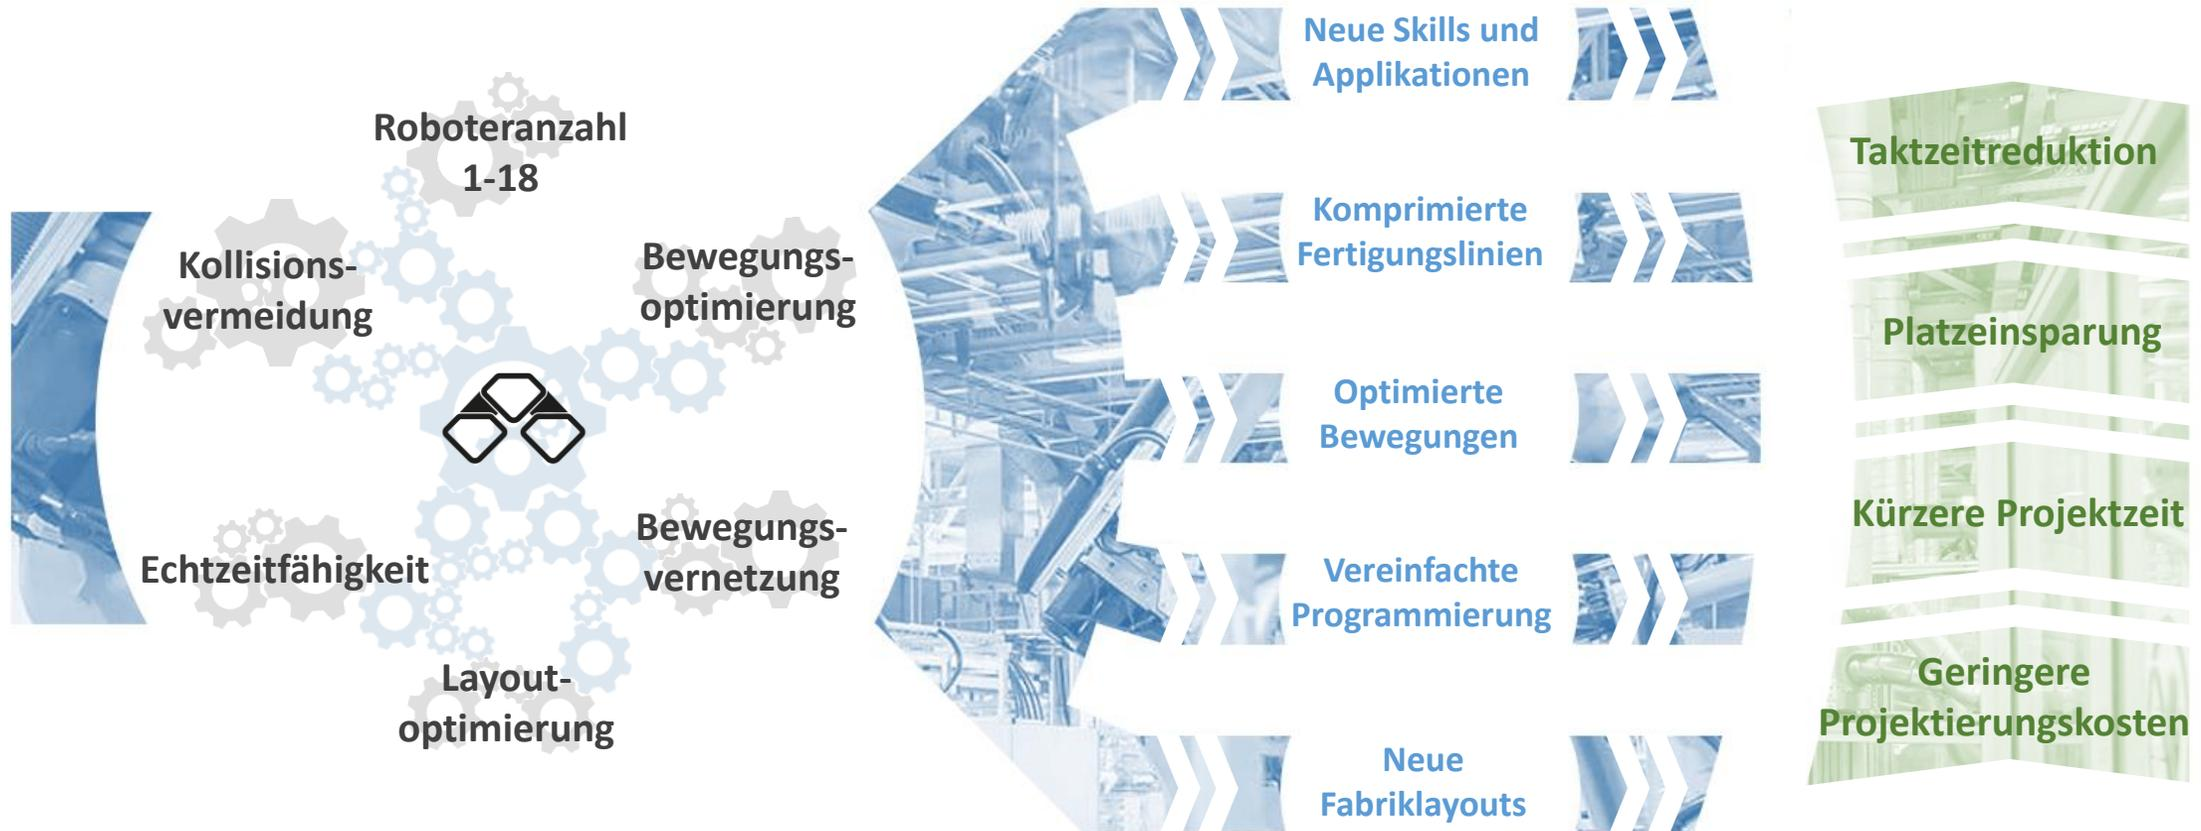 Roboteranzahl
1-18
Kollisions-
vermeidung
Bewegungs-
optimierung
Echtzeitfähigkeit
Bewegungs-
vernetzung
Layout-
optimierung
Neue Skills und
Applikationen
Komprimierte
Fertigungslinien
Optimierte
Bewegungen
Vereinfachte
Programmierung
Neue
Fabriklayouts
Taktzeitreduktion
Platzeinsparung
Kürzere Projektzeit
Geringere
Projektierungskosten